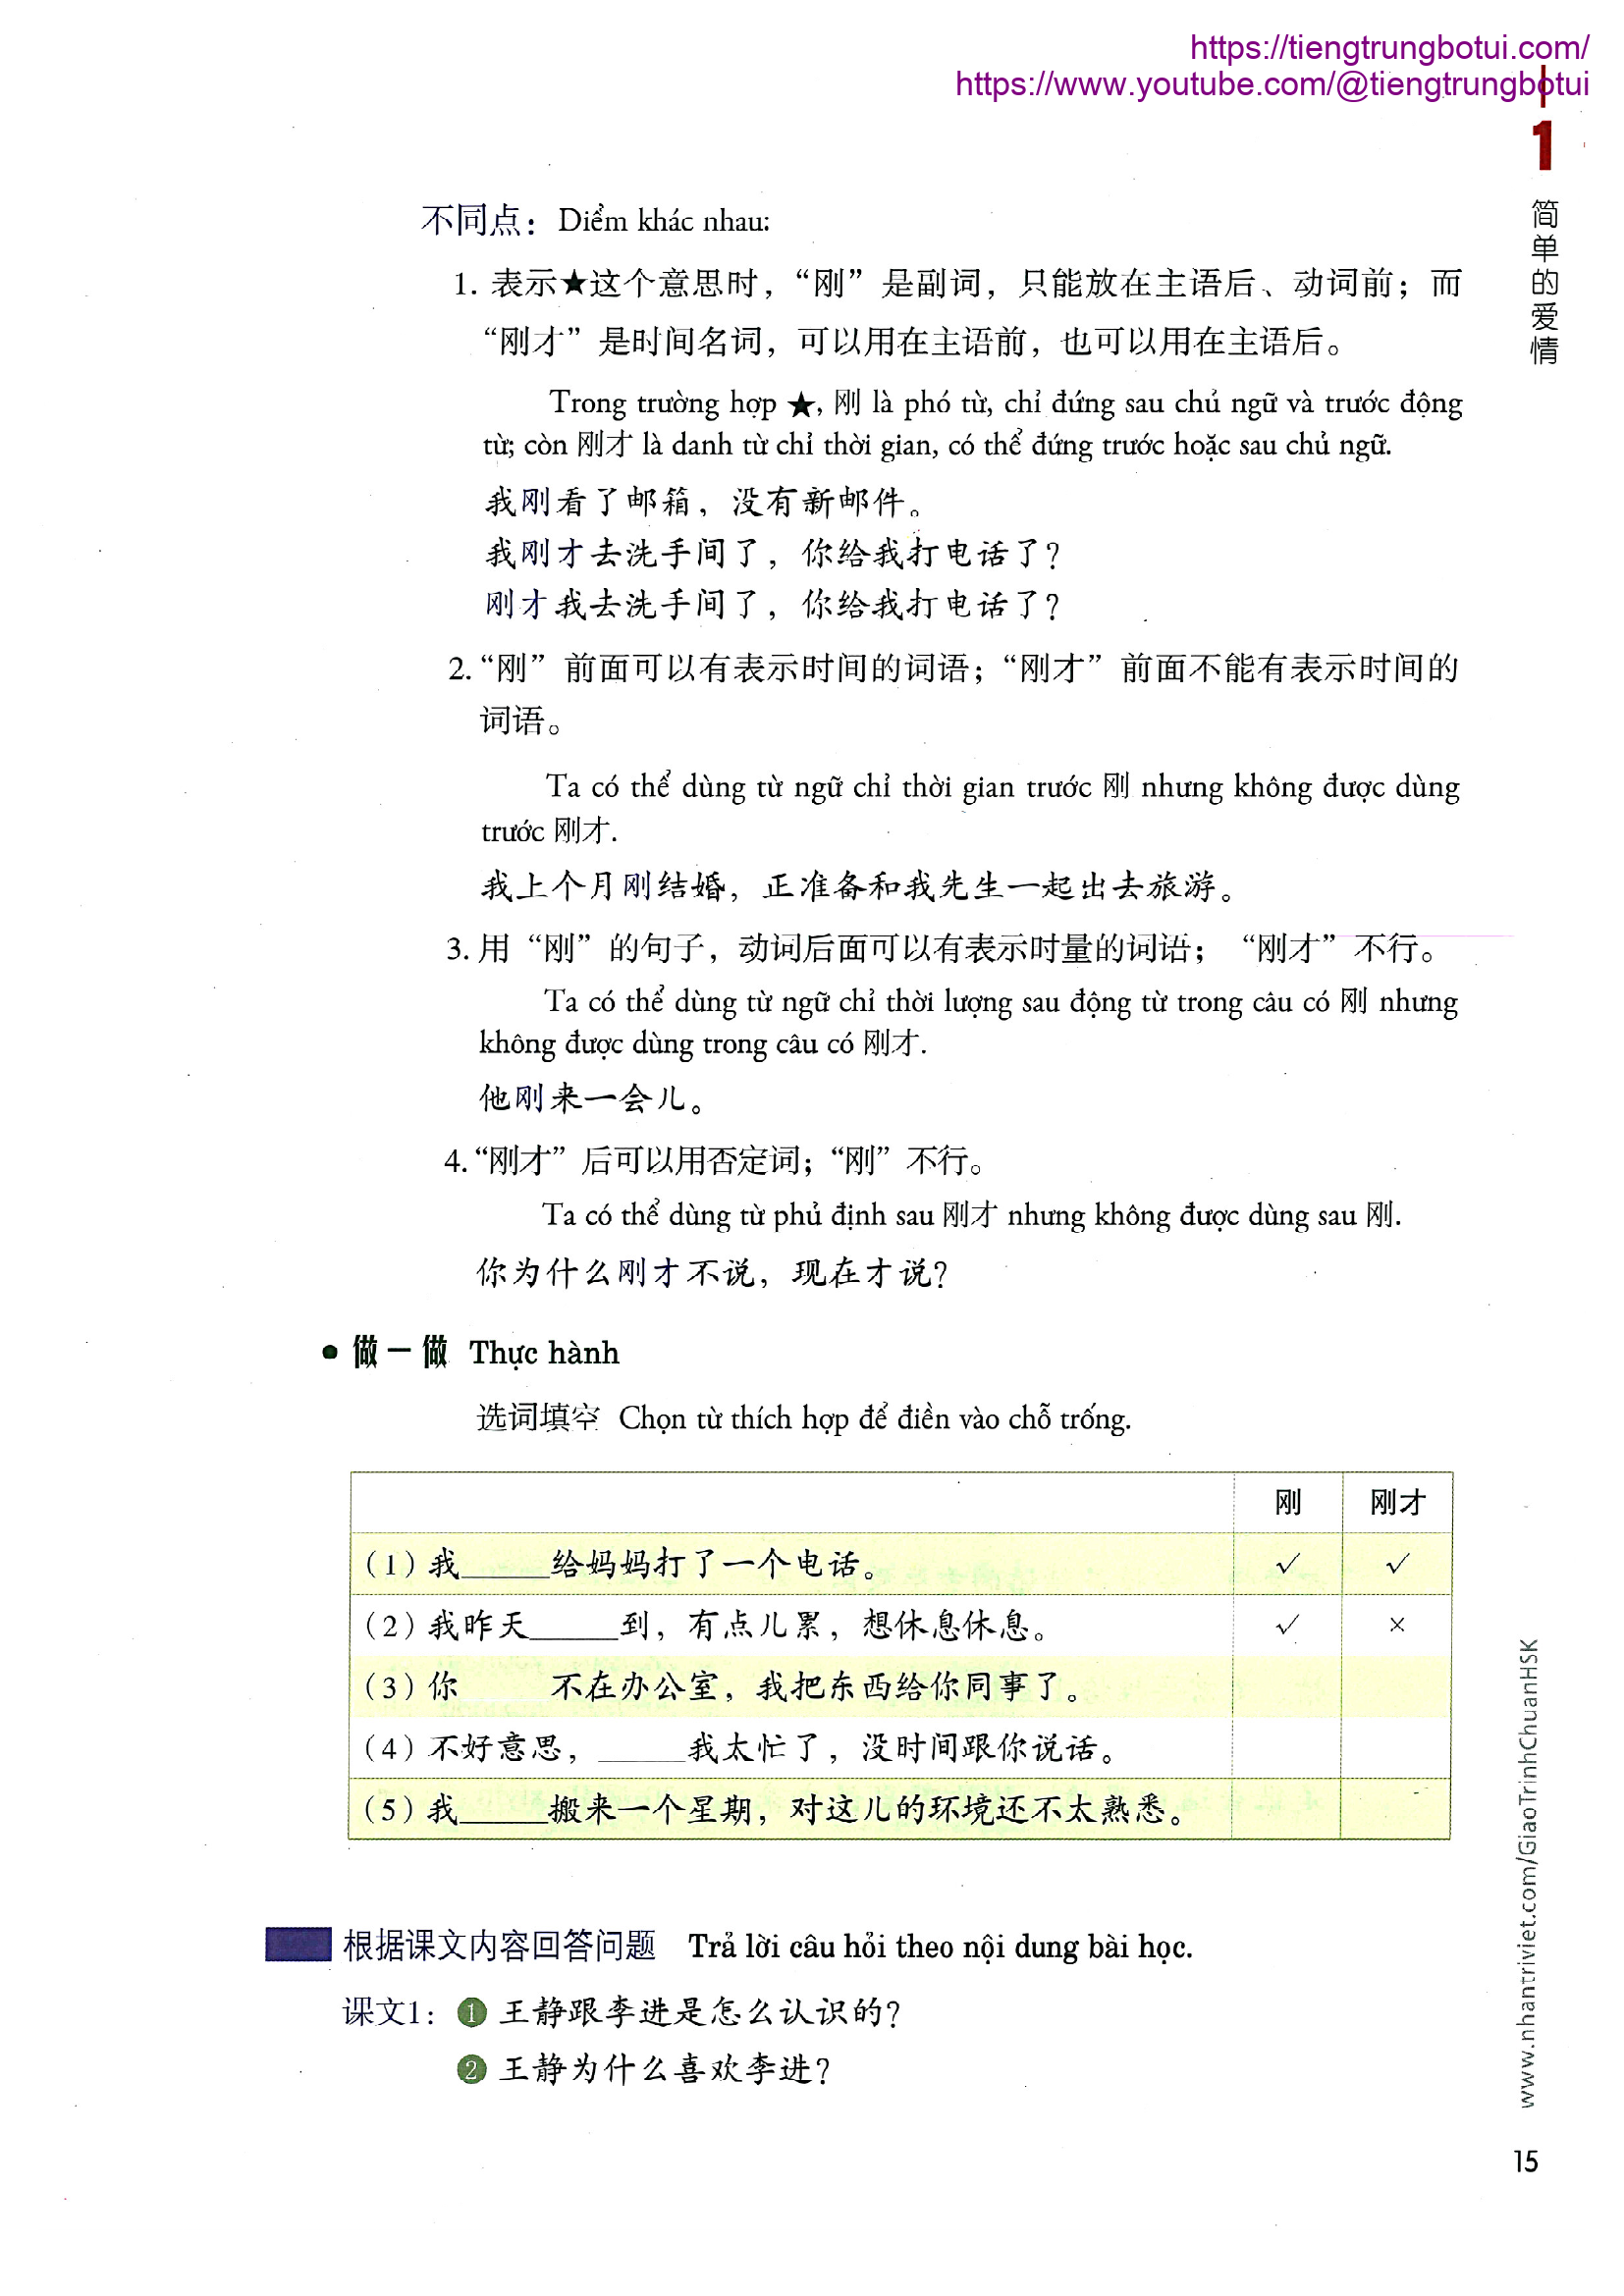 https://tiengtrungbotui.com/
https://www.youtube.com/@tiengtrungbotui
1
简单的爱情
不同点：Điểm khác nhau:
1. 表示★这个意思时，“刚”是副词，只能放在主语后、动词前；而
“刚才”是时间名词，可以用在主语前，也可以用在主语后。
Trong trường hợp ★, 刚 là phó từ, chỉ đứng sau chủ ngữ và trước động
từ; còn 刚才 là danh từ chỉ thời gian, có thể đứng trước hoặc sau chủ ngữ.
我刚看了邮箱，没有新邮件。
我刚才去洗手间了，你给我打电话了？
刚才我去洗手间了，你给我打电话了？
2. “刚”前面可以有表示时间的词语；“刚才”前面不能有表示时间的
词语。
Ta có thể dùng từ ngữ chỉ thời gian trước 刚 nhưng không được dùng
trước 刚才.
我上个月刚结婚，正准备和我先生一起出去旅游。
3. 用“刚”的句子，动词后面可以有表示时量的词语；“刚才”不行。
Ta có thể dùng từ ngữ chỉ thời lượng sau động từ trong câu có 刚 nhưng
không được dùng trong câu có 刚才.
他刚来一会儿。
4. “刚才”后可以用否定词；“刚”不行。
Ta có thể dùng từ phủ định sau 刚才 nhưng không được dùng sau 刚.
你为什么刚才不说，现在才说？
• 做一做 Thực hành
选词填空 Chọn từ thích hợp để điền vào chỗ trống.
刚 刚才
（1）我_____给妈妈打了一个电话。 √ √
（2）我昨天_____到，有点儿累，想休息休息。 √ ×
（3）你_____不在办公室，我把东西给你同事了。
（4）不好意思，_____我太忙了，没时间跟你说话。
（5）我_____搬来一个星期，对这儿的环境还不太熟悉。
根据课文内容回答问题 Trả lời câu hỏi theo nội dung bài học.
课文1：❶ 王静跟李进是怎么认识的？
❷ 王静为什么喜欢李进？
www.nhantriviet.com/GiaoTrinhChuanHSK
15